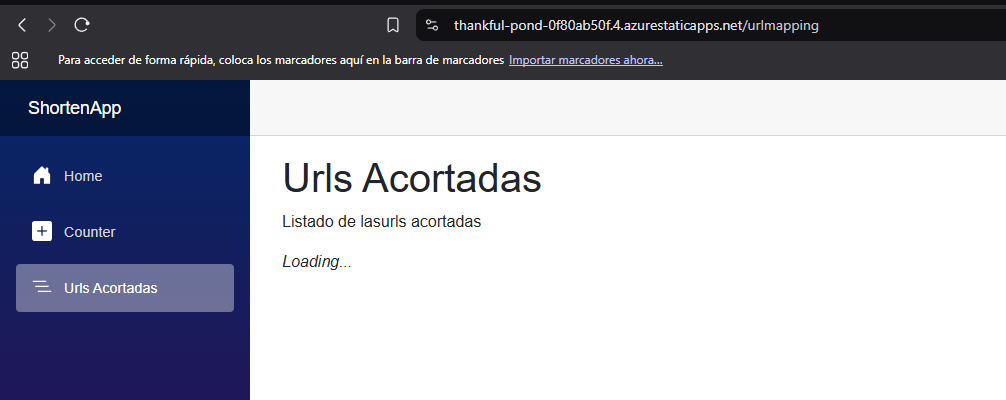 thankful-pond-0f80ab50f.4.azurestaticapps.net/urlmapping
Para acceder de forma rápida, coloca los marcadores aquí en la barra de marcadores Importar marcadores ahora...
ShortenApp
Home
Counter
Urls Acortadas
Urls Acortadas
Listado de lasurls acortadas
Loading...